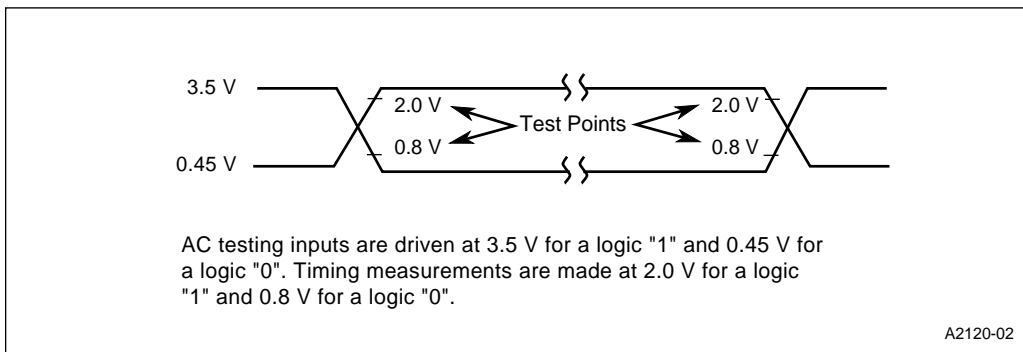 3.5 V
2.0 V
2.0 V
Test Points
0.8 V
0.8 V
0.45 V
AC testing inputs are driven at 3.5 V for a logic "1" and 0.45 V for
a logic "0". Timing measurements are made at 2.0 V for a logic
"1" and 0.8 V for a logic "0".
A2120-02